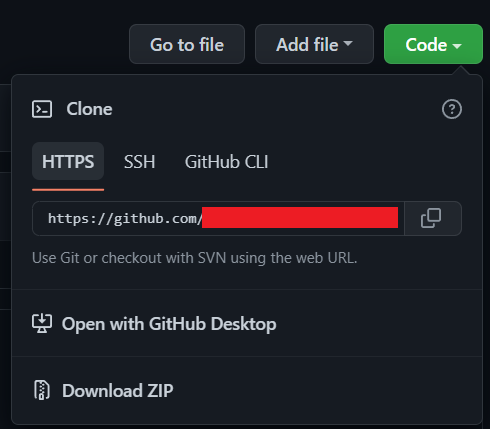 Go to file Add file Code
Clone
HTTPS SSH GitHub CLI
https://github.com/
Use Git or checkout with SVN using the web URL.
Open with GitHub Desktop
Download ZIP